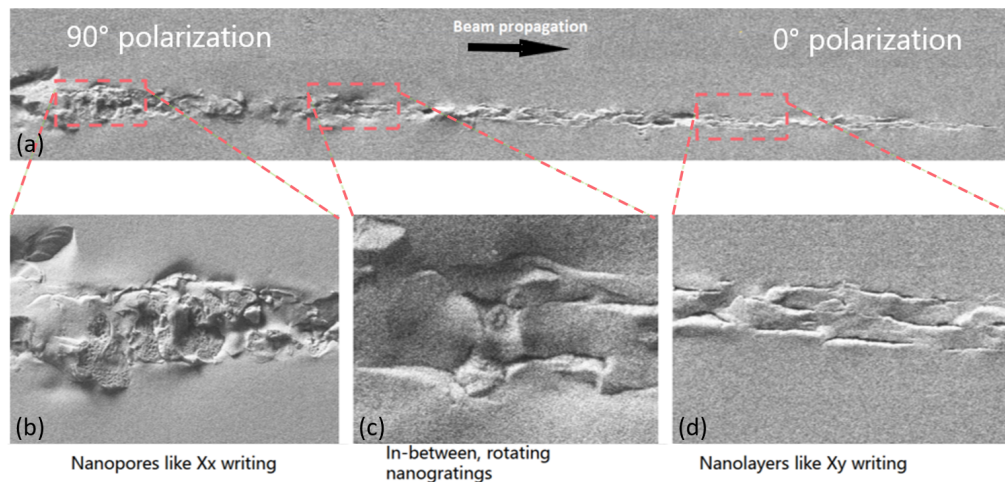 90° polarization
Beam propagation
0° polarization
(a)
(b)
(c)
(d)
Nanopores like Xx writing
In-between, rotating
nanogratings
Nanolayers like Xy writing